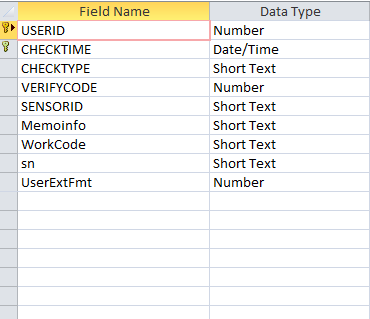 Field Name Data Type
USERID Number
CHECKTIME Date/Time
CHECKTYPE Short Text
VERIFYCODE Number
SENSORID Short Text
Memoinfo Short Text
WorkCode Short Text
sn Short Text
UserExtFmt Number